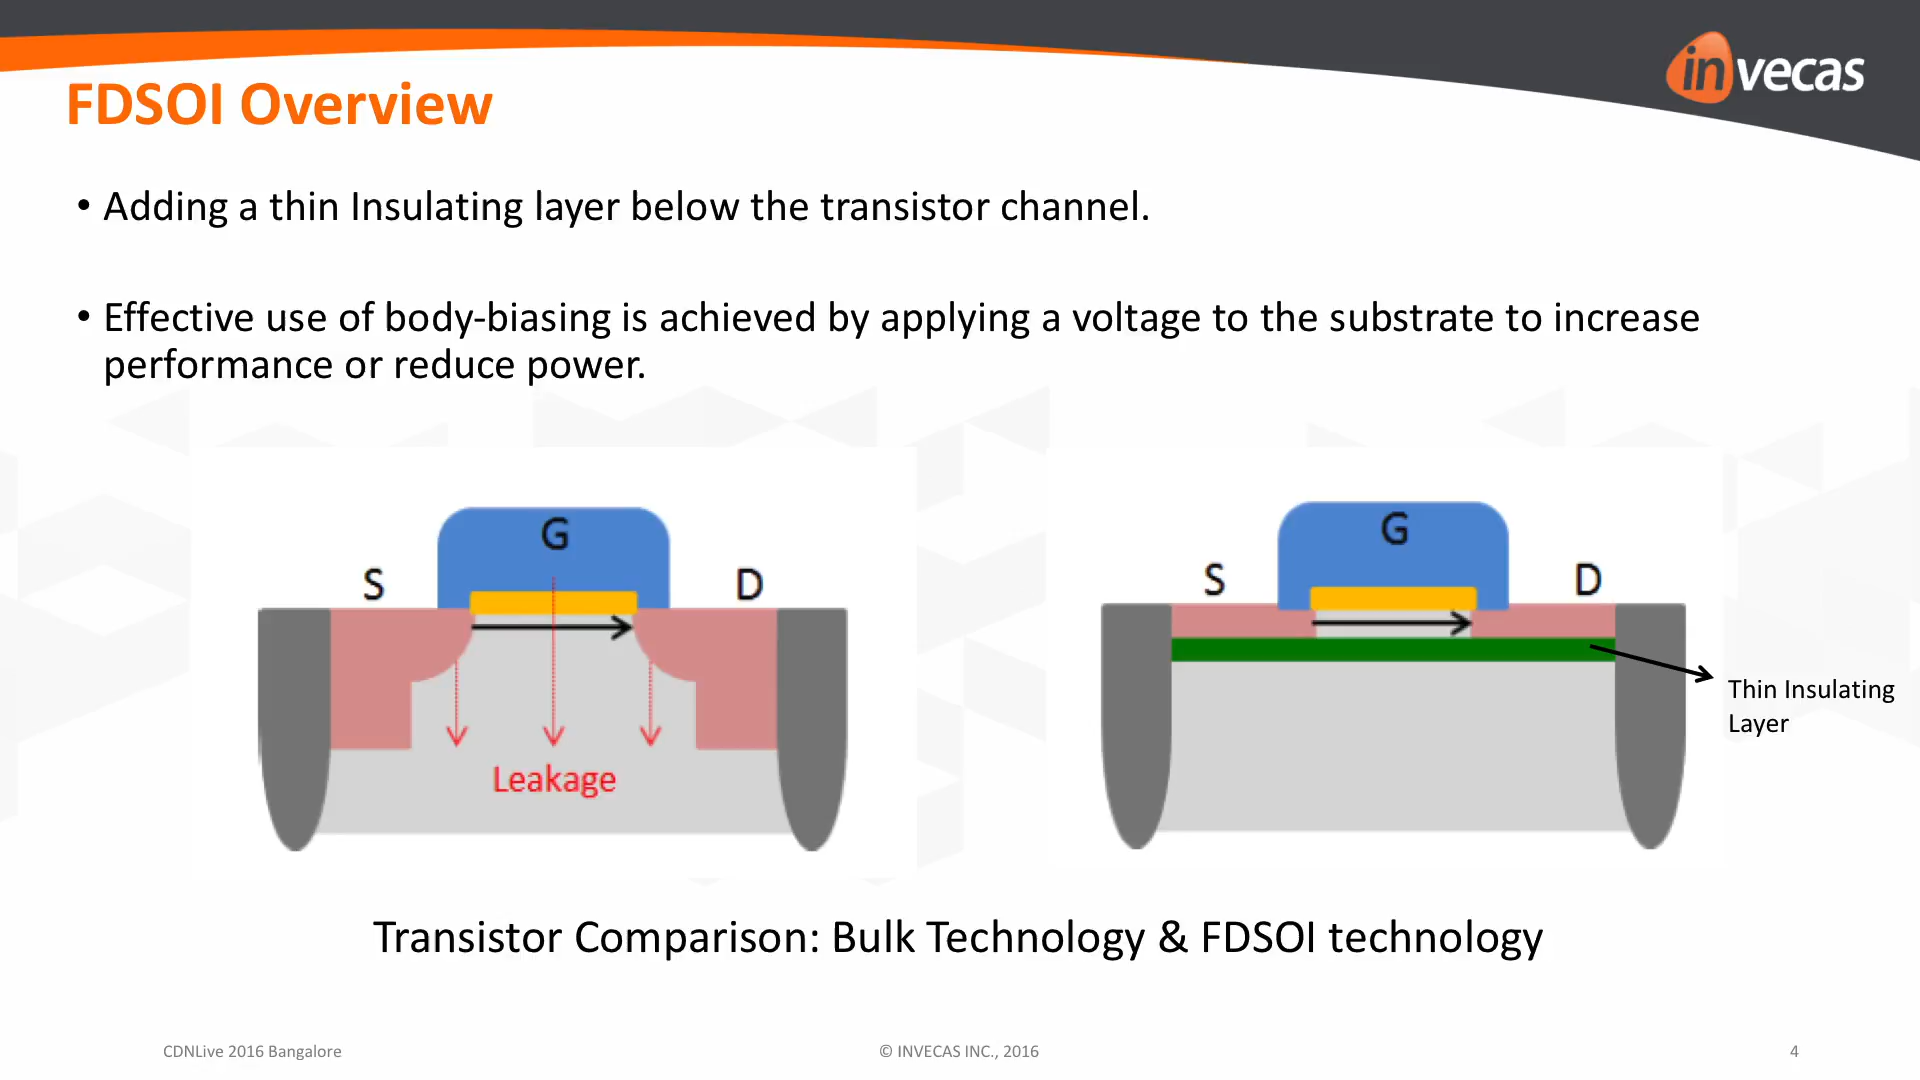 invecas
FDSOI Overview
• Adding a thin Insulating layer below the transistor channel.
• Effective use of body-biasing is achieved by applying a voltage to the substrate to increase
performance or reduce power.
G
S
D
Leakage
G
S
D
Thin Insulating
Layer
Transistor Comparison: Bulk Technology & FDSOI technology
CDNLive 2016 Bangalore
© INVECAS INC., 2016
4